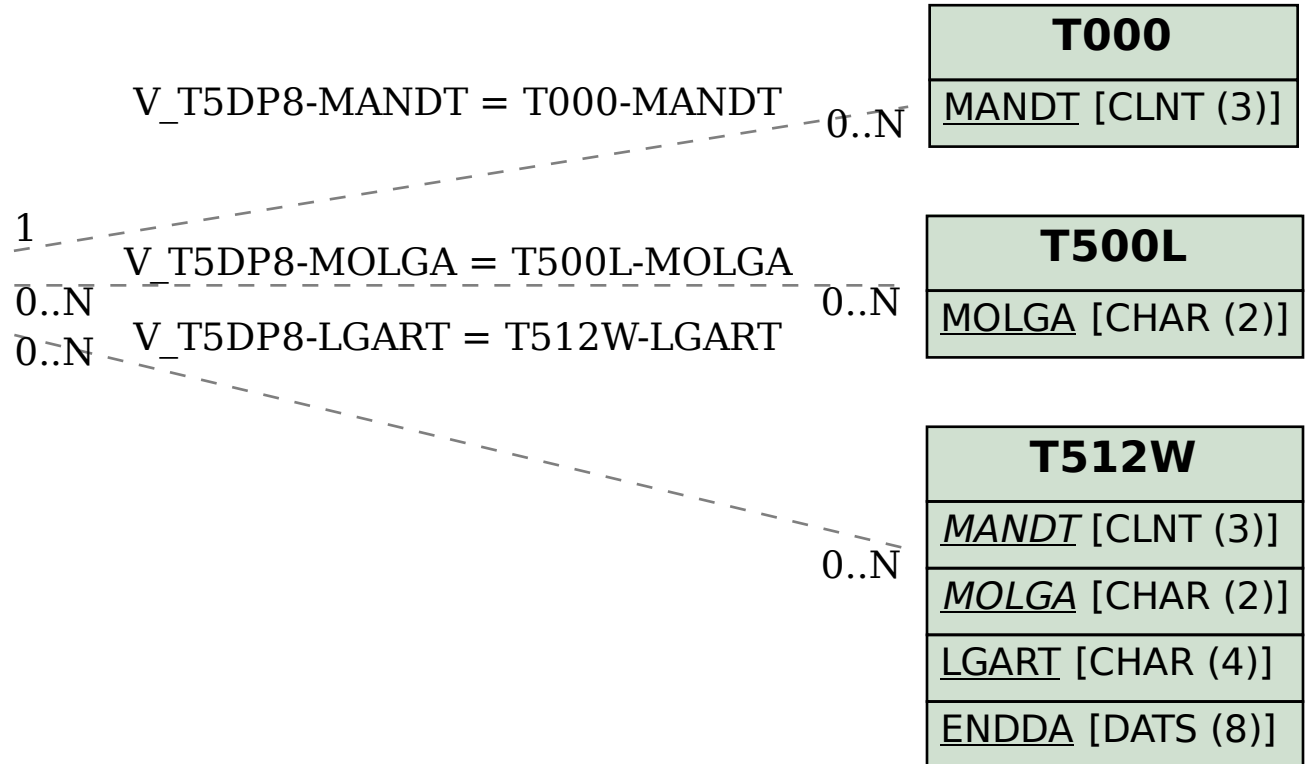 T000
V_T5DP8-MANDT = T000-MANDT
0..N
MANDT [CLNT (3)]
1
V_T5DP8-MOLGA = T500L-MOLGA
0..N
0..N
T500L
MOLGA [CHAR (2)]
V_T5DP8-LGART = T512W-LGART
0..N
0..N
T512W
MANDT [CLNT (3)]
MOLGA [CHAR (2)]
LGART [CHAR (4)]
ENDDA [DATS (8)]